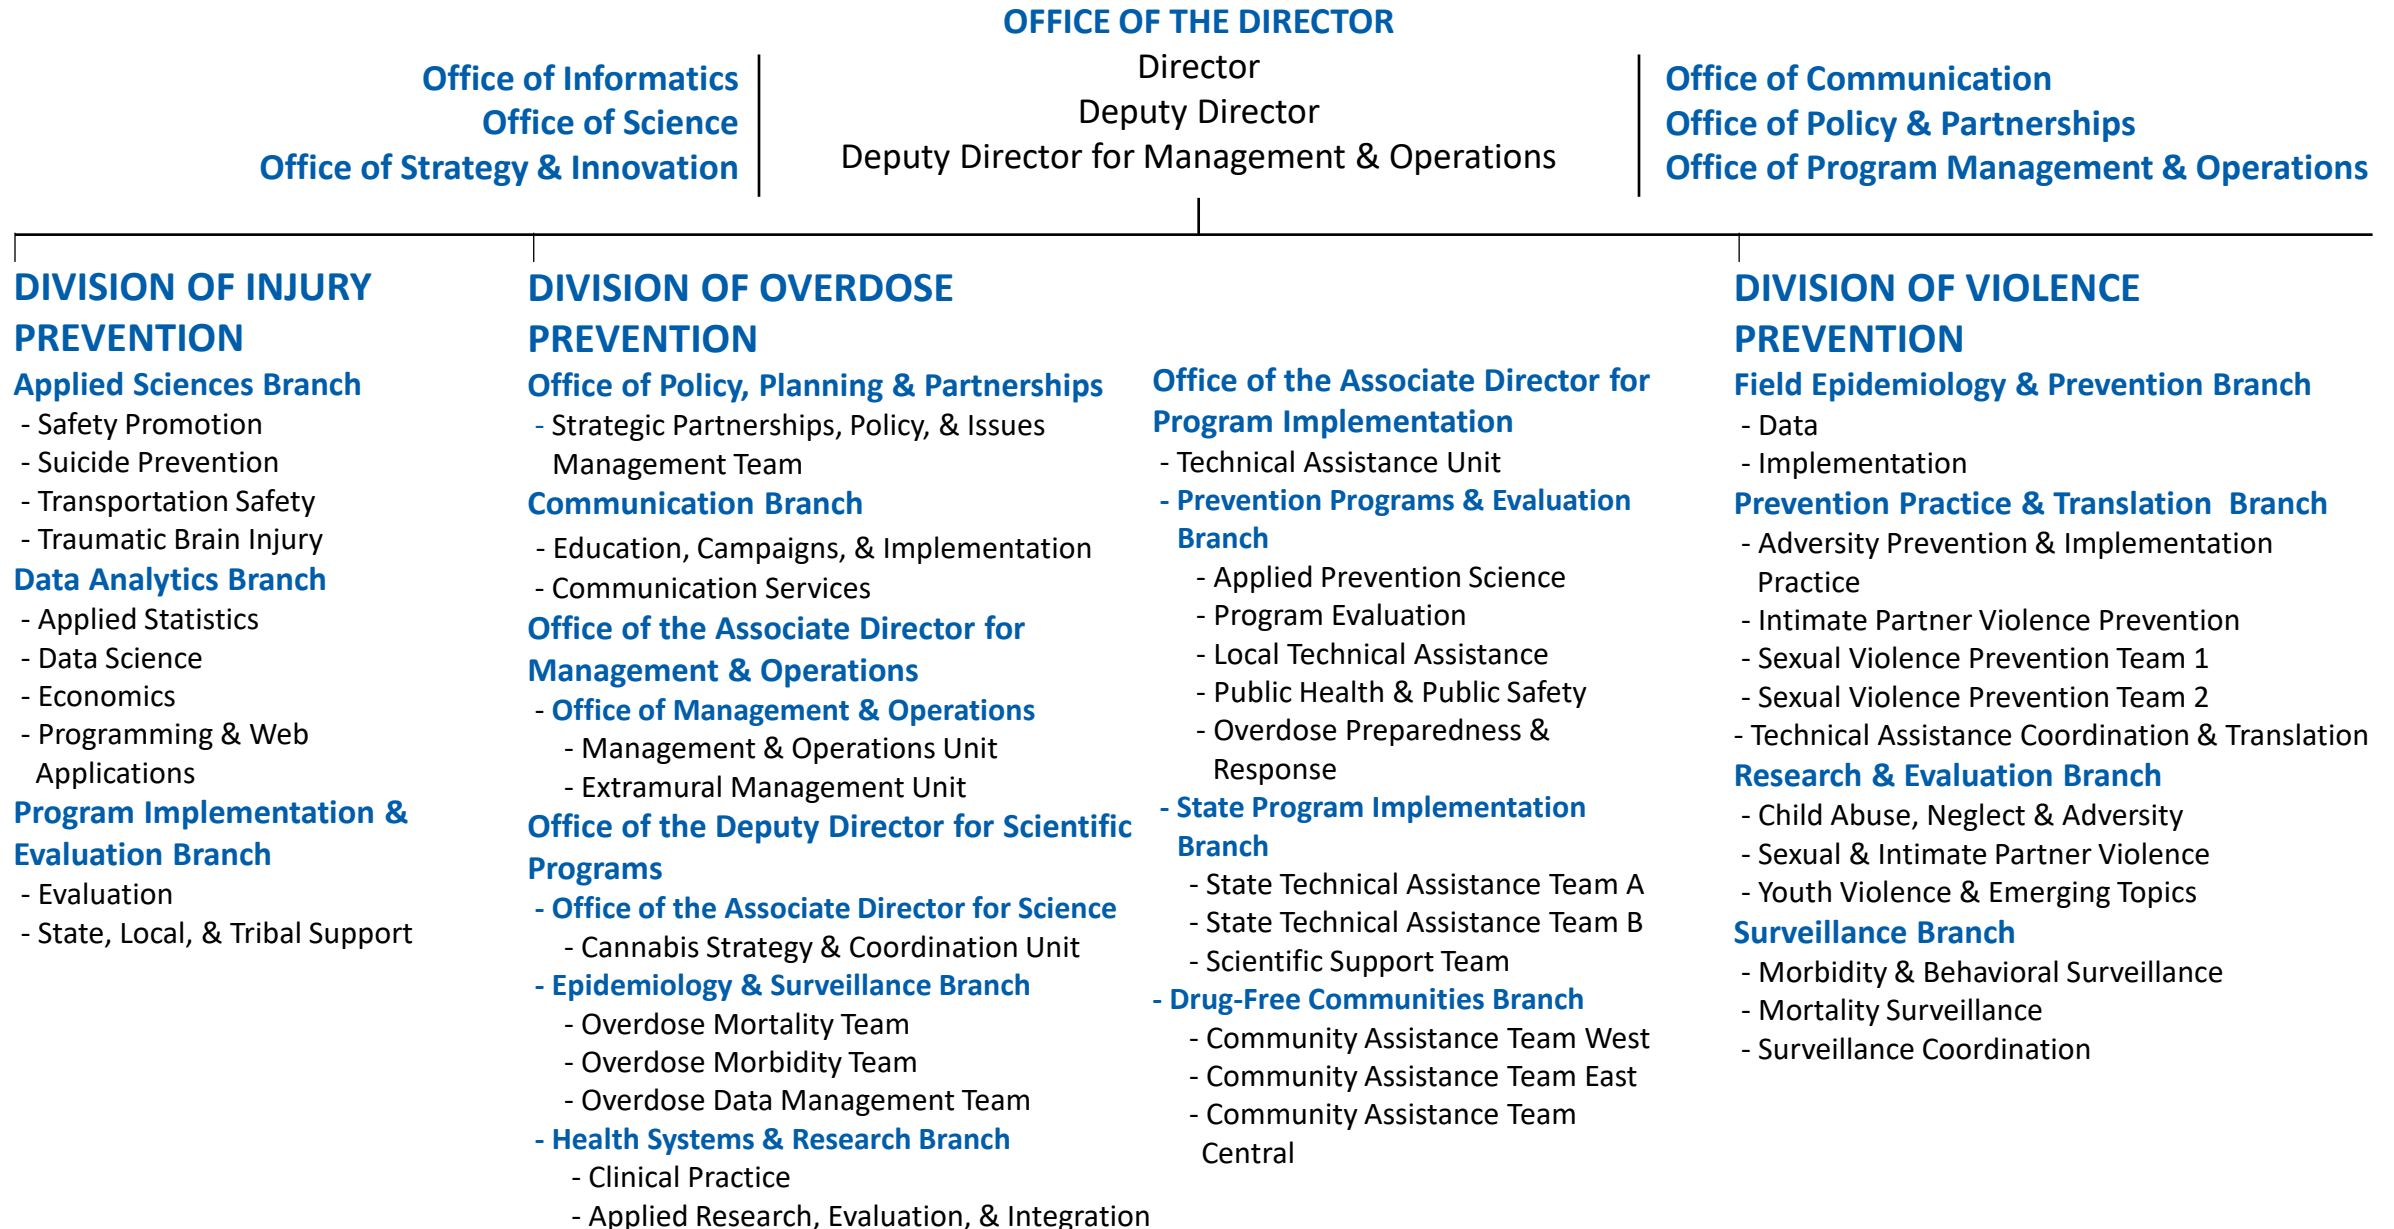 OFFICE OF THE DIRECTOR
Director
Deputy Director
Deputy Director for Management & Operations
Office of Informatics
Office of Science
Office of Strategy & Innovation
Office of Communication
Office of Policy & Partnerships
Office of Program Management & Operations
DIVISION OF INJURY
PREVENTION
Applied Sciences Branch
- Safety Promotion
- Suicide Prevention
- Transportation Safety
- Traumatic Brain Injury
Data Analytics Branch
- Applied Statistics
- Data Science
- Economics
- Programming & Web
Applications
Program Implementation &
Evaluation Branch
- Evaluation
- State, Local, & Tribal Support
DIVISION OF OVERDOSE
PREVENTION
Office of Policy, Planning & Partnerships
- Strategic Partnerships, Policy, & Issues
Management Team
Communication Branch
- Education, Campaigns, & Implementation
- Communication Services
Office of the Associate Director for
Management & Operations
- Office of Management & Operations
- Management & Operations Unit
- Extramural Management Unit
Office of the Deputy Director for Scientific
Programs
- Office of the Associate Director for Science
- Cannabis Strategy & Coordination Unit
- Epidemiology & Surveillance Branch
- Overdose Mortality Team
- Overdose Morbidity Team
- Overdose Data Management Team
- Health Systems & Research Branch
- Clinical Practice
- Applied Research, Evaluation, & Integration
Office of the Associate Director for
Program Implementation
- Technical Assistance Unit
- Prevention Programs & Evaluation
Branch
- Applied Prevention Science
- Program Evaluation
- Local Technical Assistance
- Public Health & Public Safety
- Overdose Preparedness &
Response
- State Program Implementation
Branch
- State Technical Assistance Team A
- State Technical Assistance Team B
- Scientific Support Team
- Drug-Free Communities Branch
- Community Assistance Team West
- Community Assistance Team East
- Community Assistance Team
Central
DIVISION OF VIOLENCE
PREVENTION
Field Epidemiology & Prevention Branch
- Data
- Implementation
Prevention Practice & Translation Branch
- Adversity Prevention & Implementation
Practice
- Intimate Partner Violence Prevention
- Sexual Violence Prevention Team 1
- Sexual Violence Prevention Team 2
- Technical Assistance Coordination & Translation
Research & Evaluation Branch
- Child Abuse, Neglect & Adversity
- Sexual & Intimate Partner Violence
- Youth Violence & Emerging Topics
Surveillance Branch
- Morbidity & Behavioral Surveillance
- Mortality Surveillance
- Surveillance Coordination